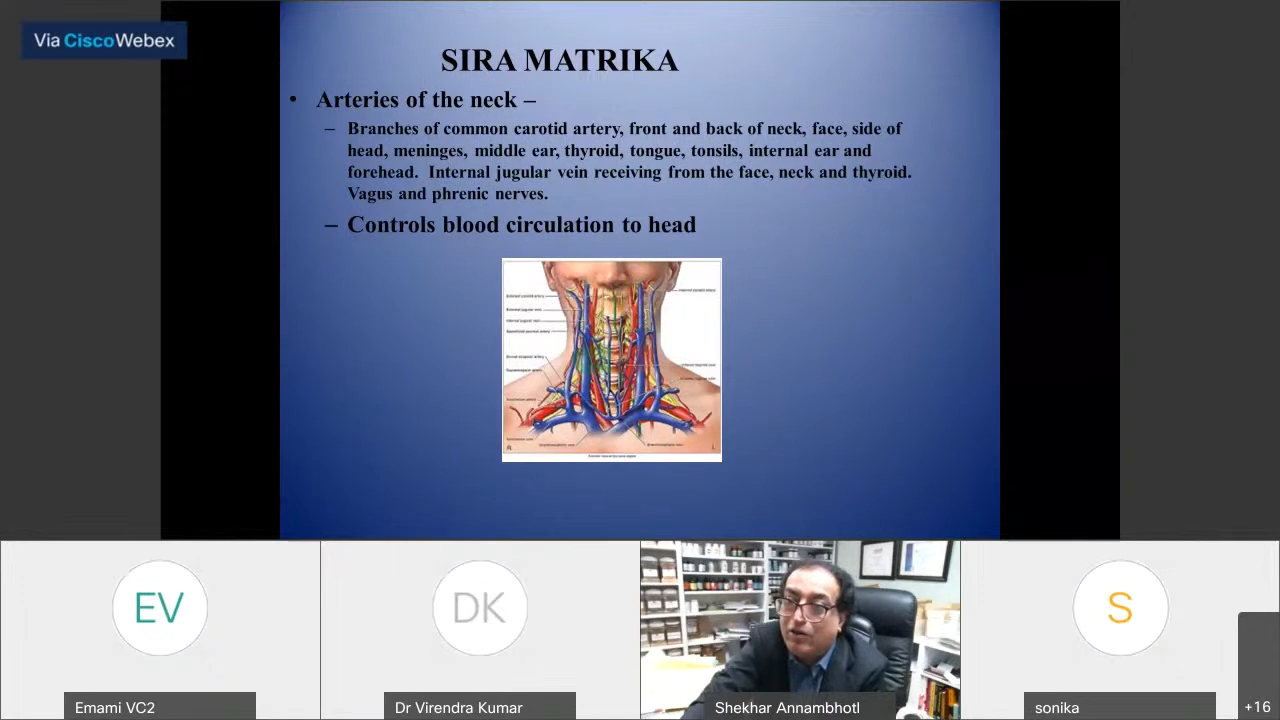 Via CiscoWebex
SIRA MATRIKA
• Arteries of the neck –
– Branches of common carotid artery, front and back of neck, face, side of
head, meninges, middle ear, thyroid, tongue, tonsils, internal ear and
forehead. Internal jugular vein receiving from the face, neck and thyroid.
Vagus and phrenic nerves.
– Controls blood circulation to head
EV
DK
S
Emami VC2
Dr Virendra Kumar
Shekhar Annambhotl
sonika
+16